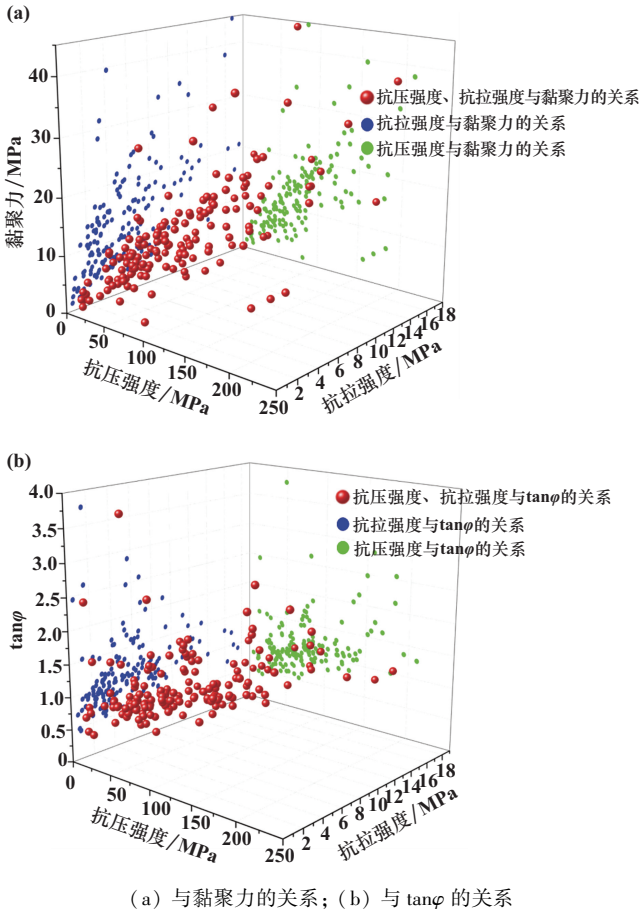 (a)
40
30
20
10
0
黏聚力/MPa
抗压强度、抗拉强度与黏聚力的关系
抗拉强度与黏聚力的关系
抗压强度与黏聚力的关系
0 50 100 150 200 250
抗压强度/MPa
2 4 6 8 10 12 14 16 18
抗拉强度/MPa
(b)
4.0
3.5
3.0
2.5
2.0
1.5
1.0
0.5
0
tanφ
抗压强度、抗拉强度与tanφ的关系
抗拉强度与tanφ的关系
抗压强度与tanφ的关系
0 50 100 150 200 250
抗压强度/MPa
2 4 6 8 10 12 14 16 18
抗拉强度/MPa
(a) 与黏聚力的关系; (b) 与 tanφ 的关系